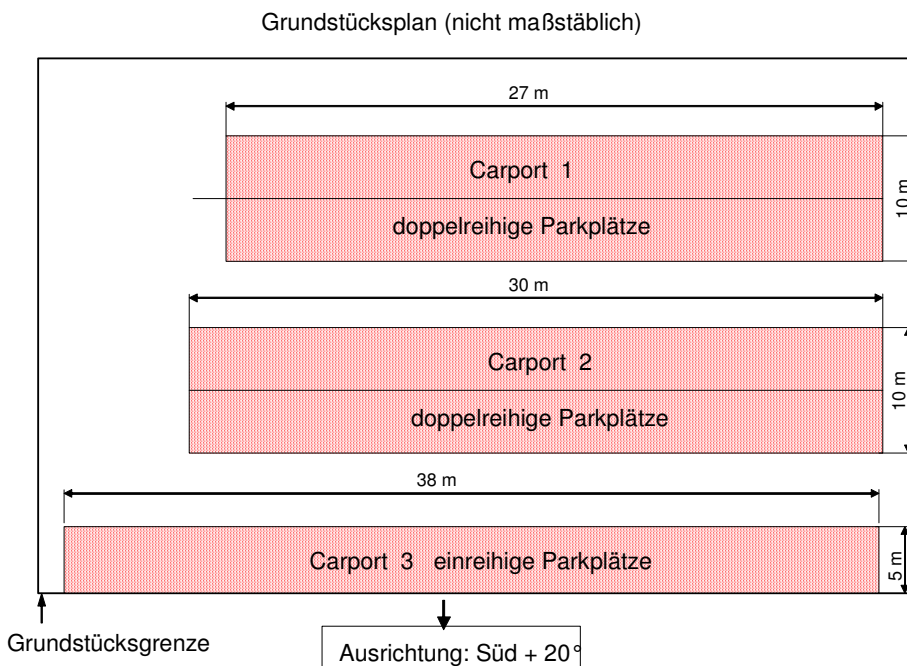 Grundstücksplan (nicht maßstäblich)
27 m
Carport 1
doppelreihige Parkplätze
10 m
30 m
Carport 2
doppelreihige Parkplätze
10 m
38 m
Carport 3 einreihige Parkplätze
5 m
Grundstücksgrenze
Ausrichtung: Süd + 20°